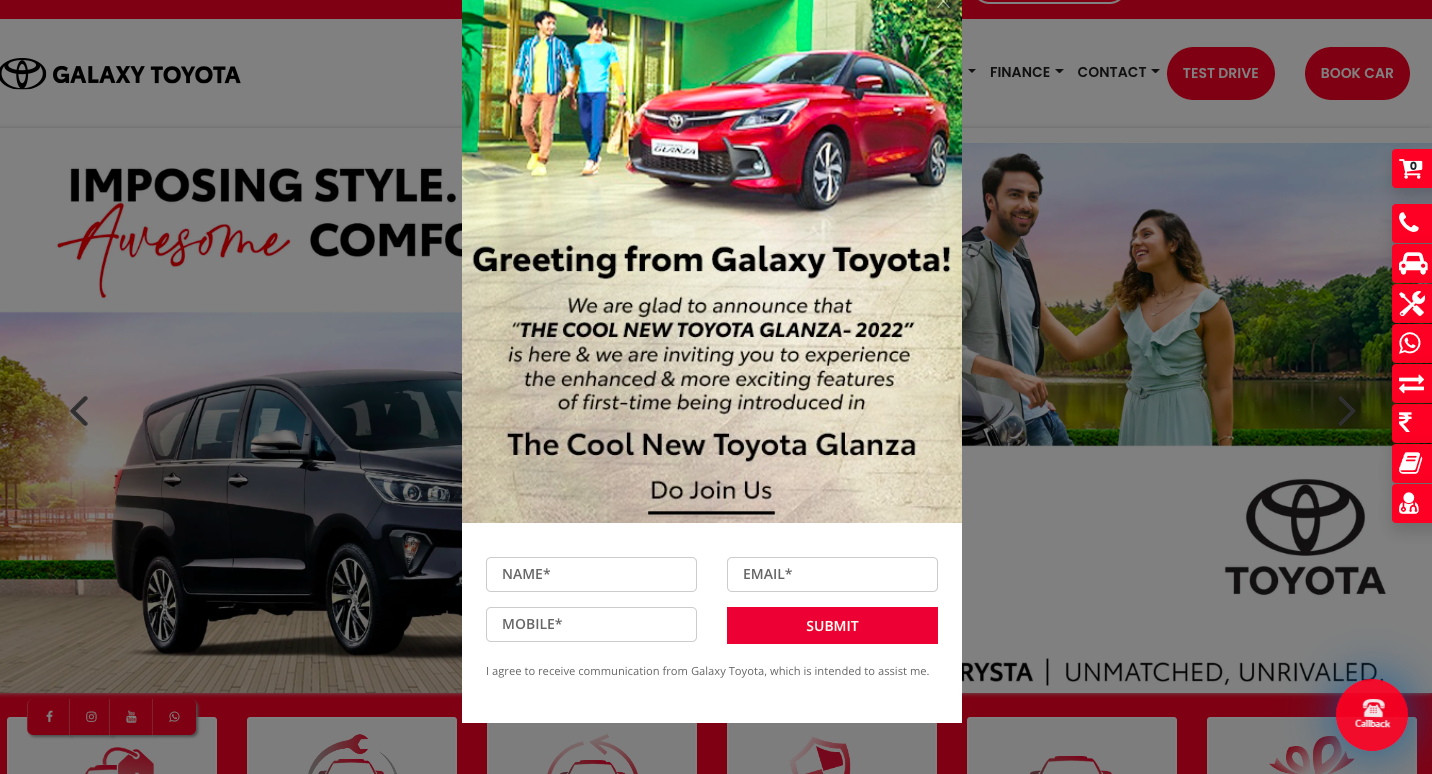 GALAXY TOYOTA
FINANCE
CONTACT
TEST DRIVE
BOOK CAR
0
IMPOSING STYLE.
Awesome
GLANZA
Greeting from Galaxy Toyota!
We are glad to announce that
"THE COOL NEW TOYOTA GLANZA- 2022"
is here & we are inviting you to experience
the enhanced & more exciting features
of first-time being introduced in
The Cool New Toyota Glanza
Do Join Us
NAME*
EMAIL*
MOBILE*
SUBMIT
I agree to receive communication from Galaxy Toyota, which is intended to assist me.
₹
TOYOTA
RYSTA | UNMATCHED, UNRIVALED.
Callback